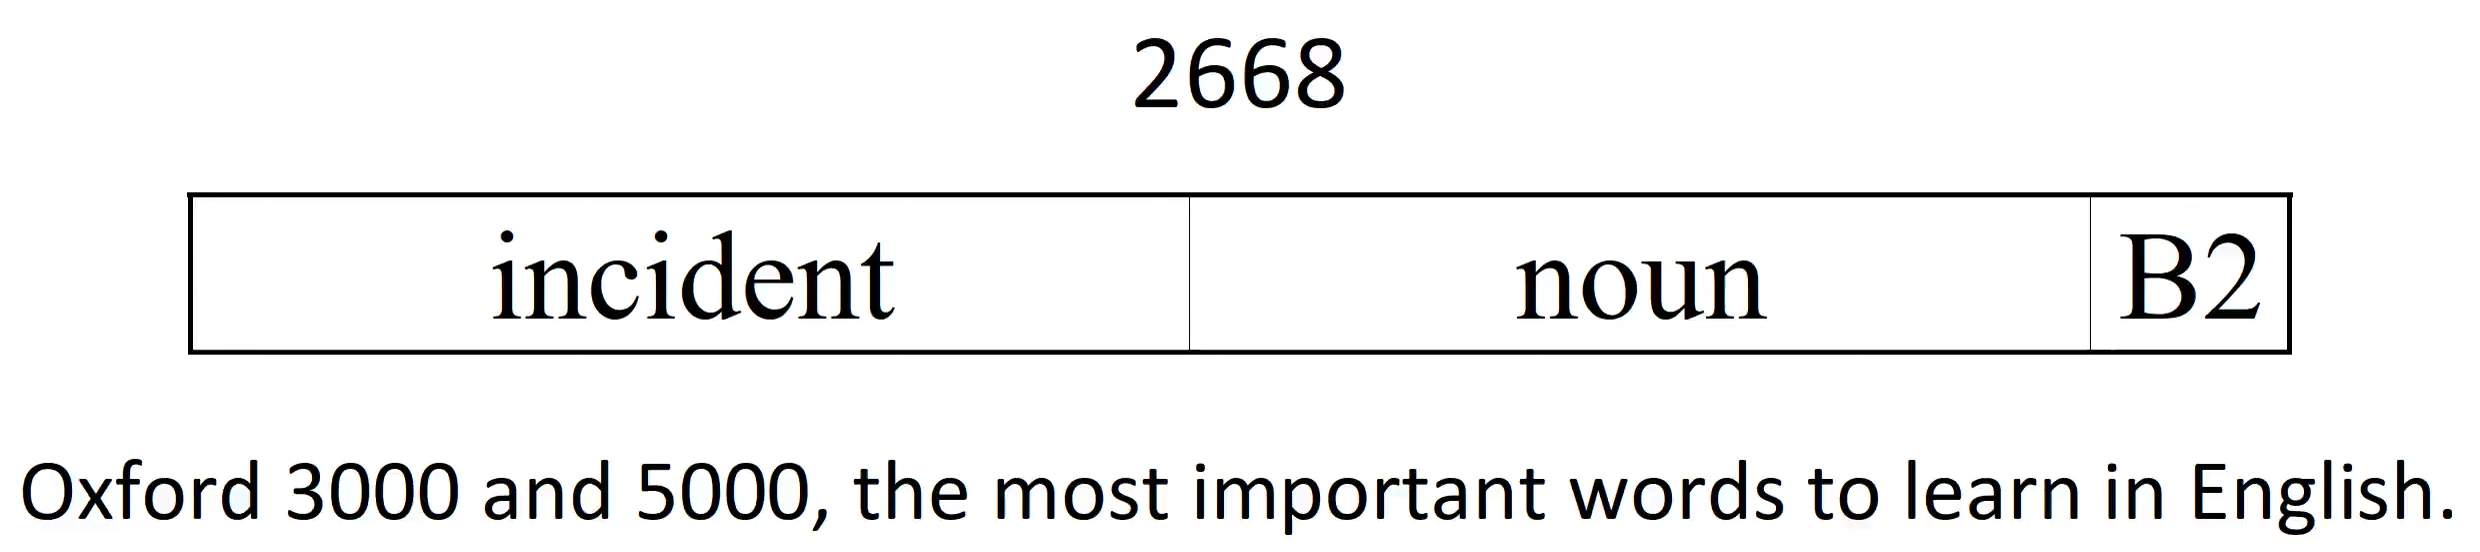 2668
incident noun B2
Oxford 3000 and 5000, the most important words to learn in English.